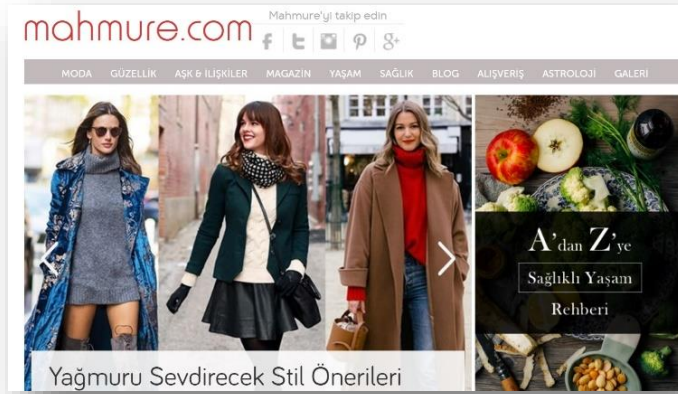 mahmure.com
Mahmure'yi takip edin
MODA GÜZELLİK AŞK & İLİŞKİLER MAGAZİN YAŞAM SAĞLIK BLOG ALIŞVERİŞ ASTROLOJİ GALERİ
A'dan Z'ye
Sağlıklı Yaşam
Rehberi
Yağmuru Sevdirecek Stil Önerileri